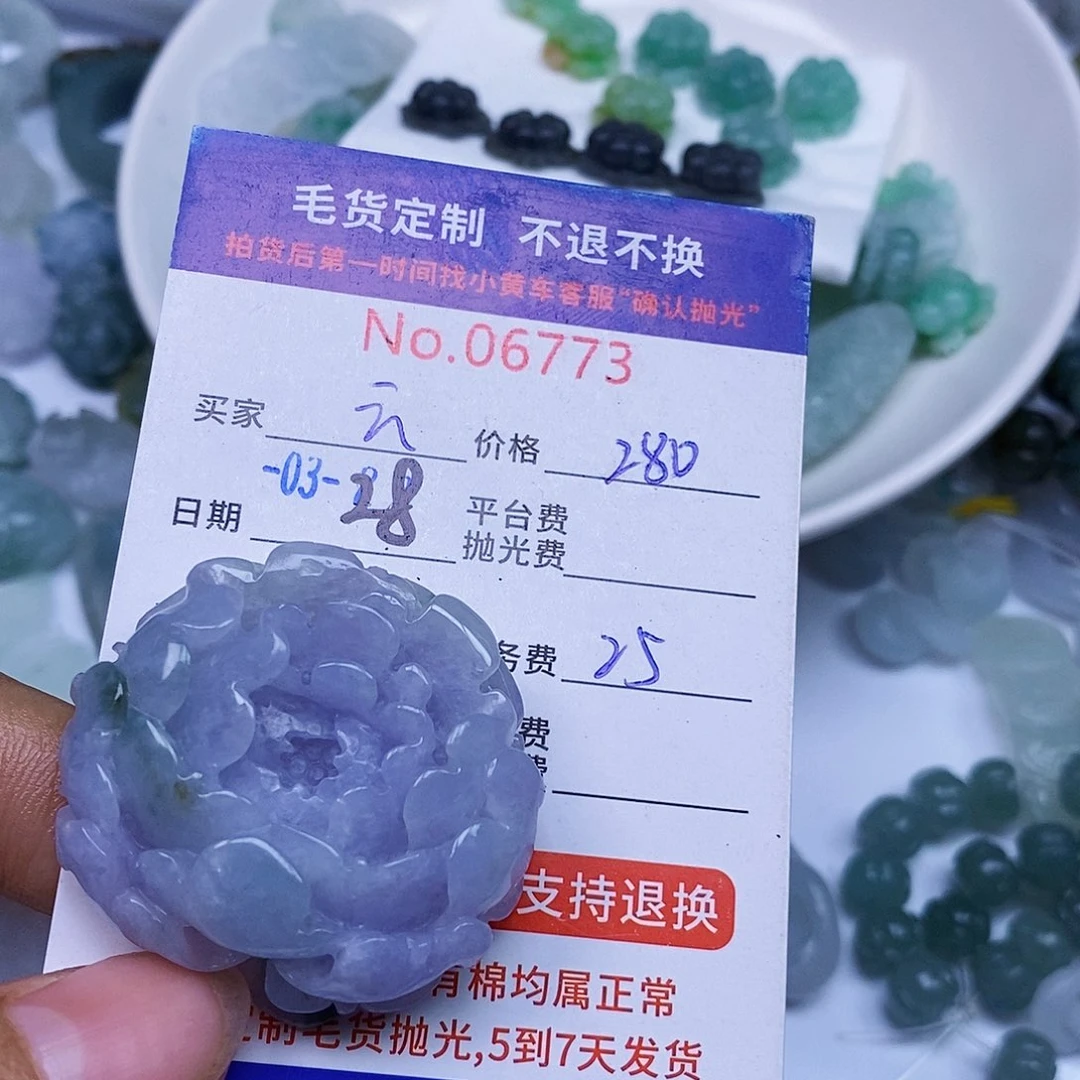 毛货定制 不退不换
拍货后第一时间找小黄车客服“确认抛光”
No.06773
买家 云 价格 280
日期 -03-28 平台费
抛光费
务费 25
费
费
支持退换
有棉均属正常
定制毛货抛光,5到7天发货